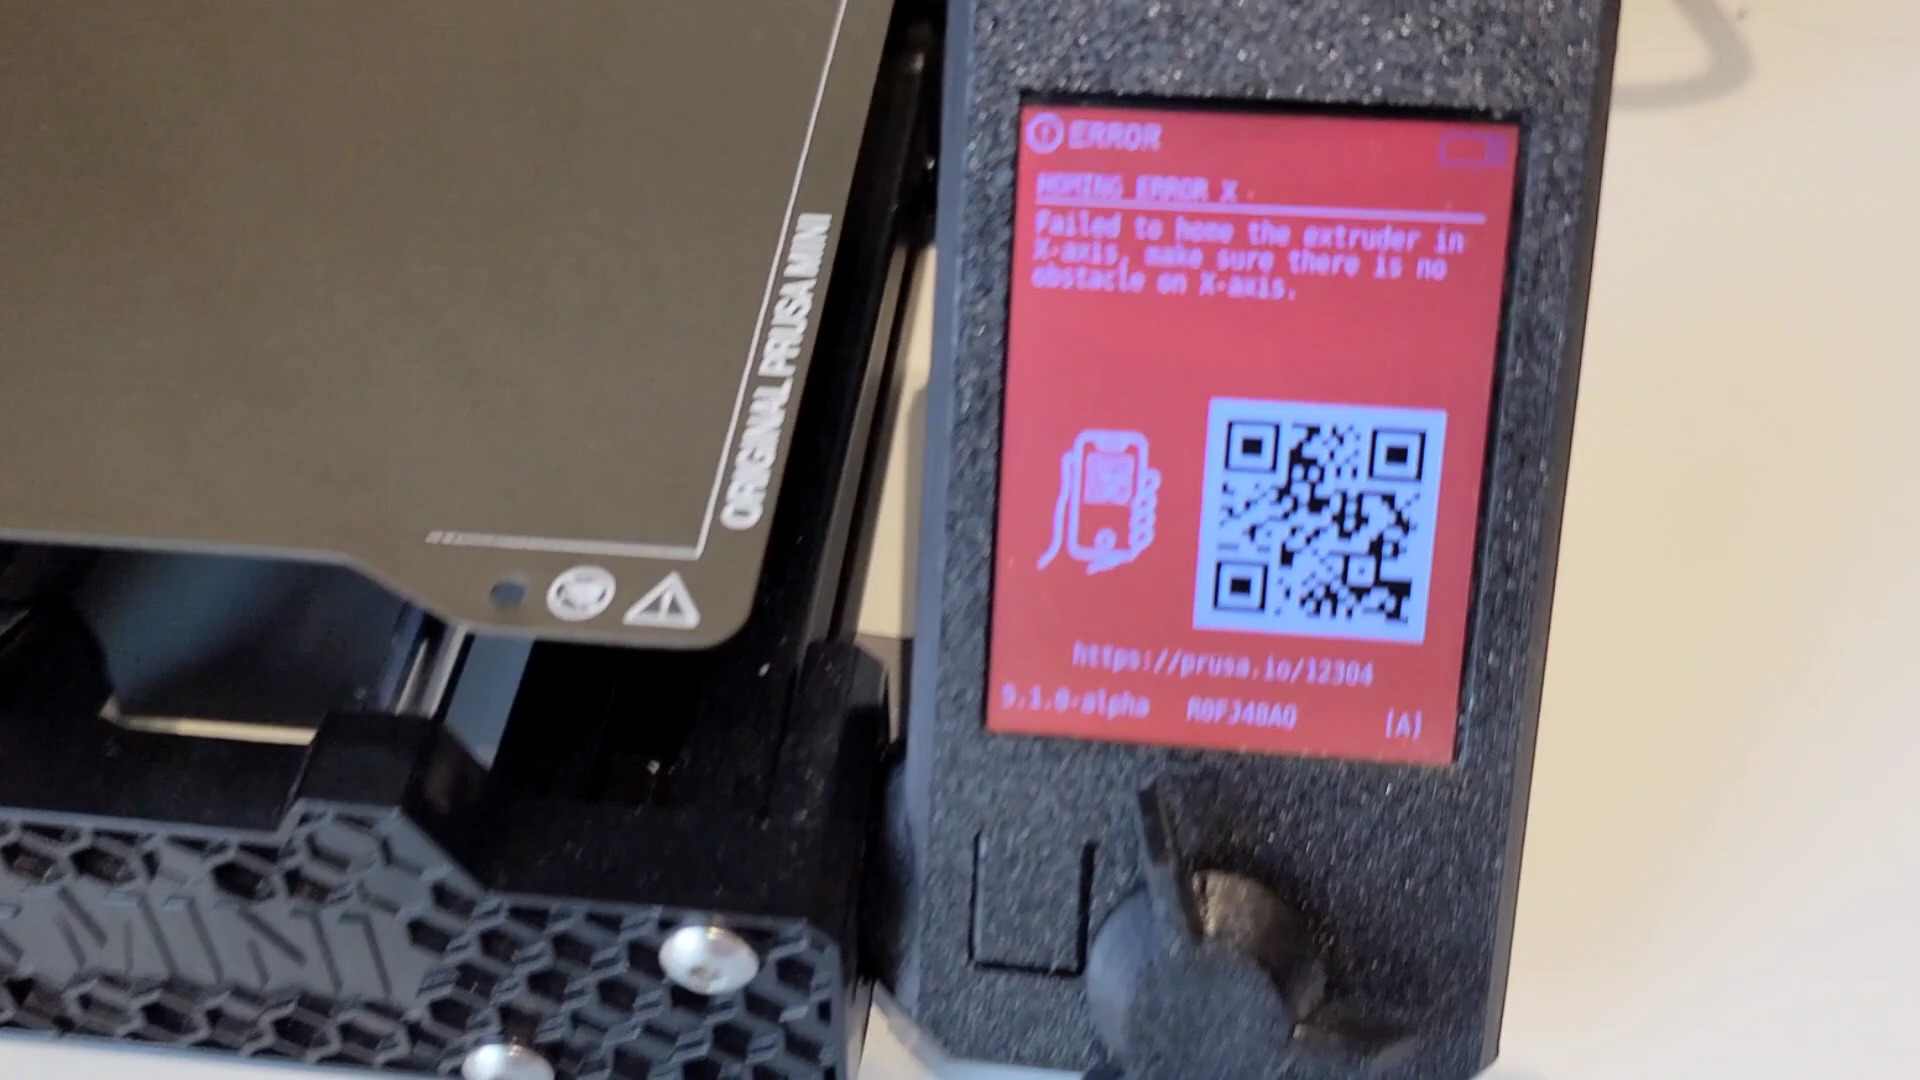 ERROR
HOMING ERROR X
Failed to home the extruder in
X-axis, make sure there is no
obstacle on X-axis.
https://prusa.io/12304
5.1.0-alpha [A]
ORIGINAL PRUSA MINI
MINI